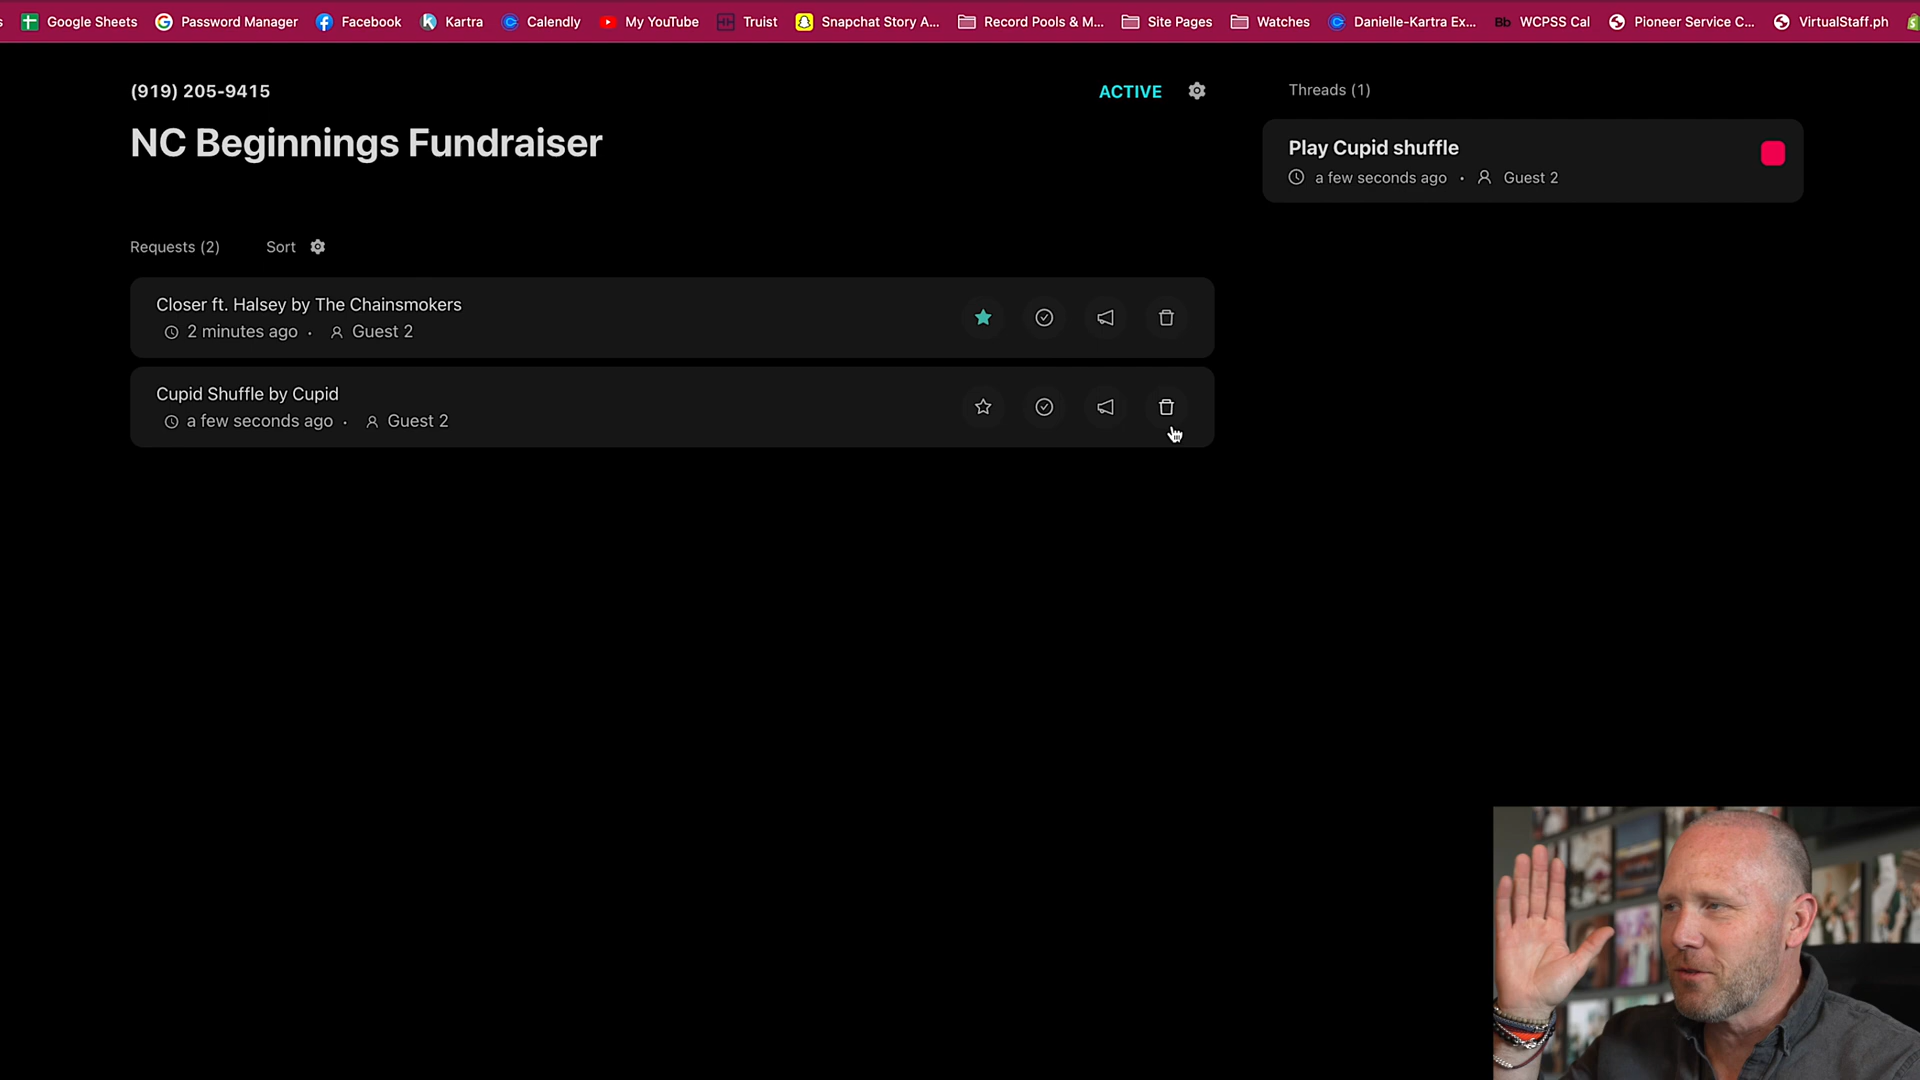 Google Sheets Password Manager Facebook Kartra Calendly My YouTube Truist Snapchat Story A... Record Pools & M... Site Pages Watches Danielle-Kartra Ex... Bb WCPSS Cal Pioneer Service C... VirtualStaff.ph
(919) 205-9415
ACTIVE
NC Beginnings Fundraiser
Requests (2) Sort
Closer ft. Halsey by The Chainsmokers
2 minutes ago · Guest 2
Cupid Shuffle by Cupid
a few seconds ago · Guest 2
Threads (1)
Play Cupid shuffle
a few seconds ago · Guest 2